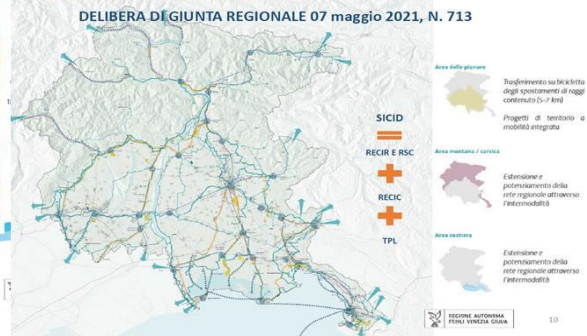 DELIBERA DI GIUNTA REGIONALE 07 maggio 2021, N. 713
SICID
RECIR E RSC
RECIC
TPL
Area delle pianure
Trasferimento su bicicletta
degli spostamenti di raggi
contenuto (5-7 km)
Progetti di territorio a
mobilità integrata
Area montana / carsica
Estensione e
potenziamento della
rete regionale attraverso
l'intermodalità
Area costiera
Estensione e
potenziamento della
rete regionale attraverso
l'intermodalità
REGIONE AUTONOMA
FRIULI VENEZIA GIULIA
10